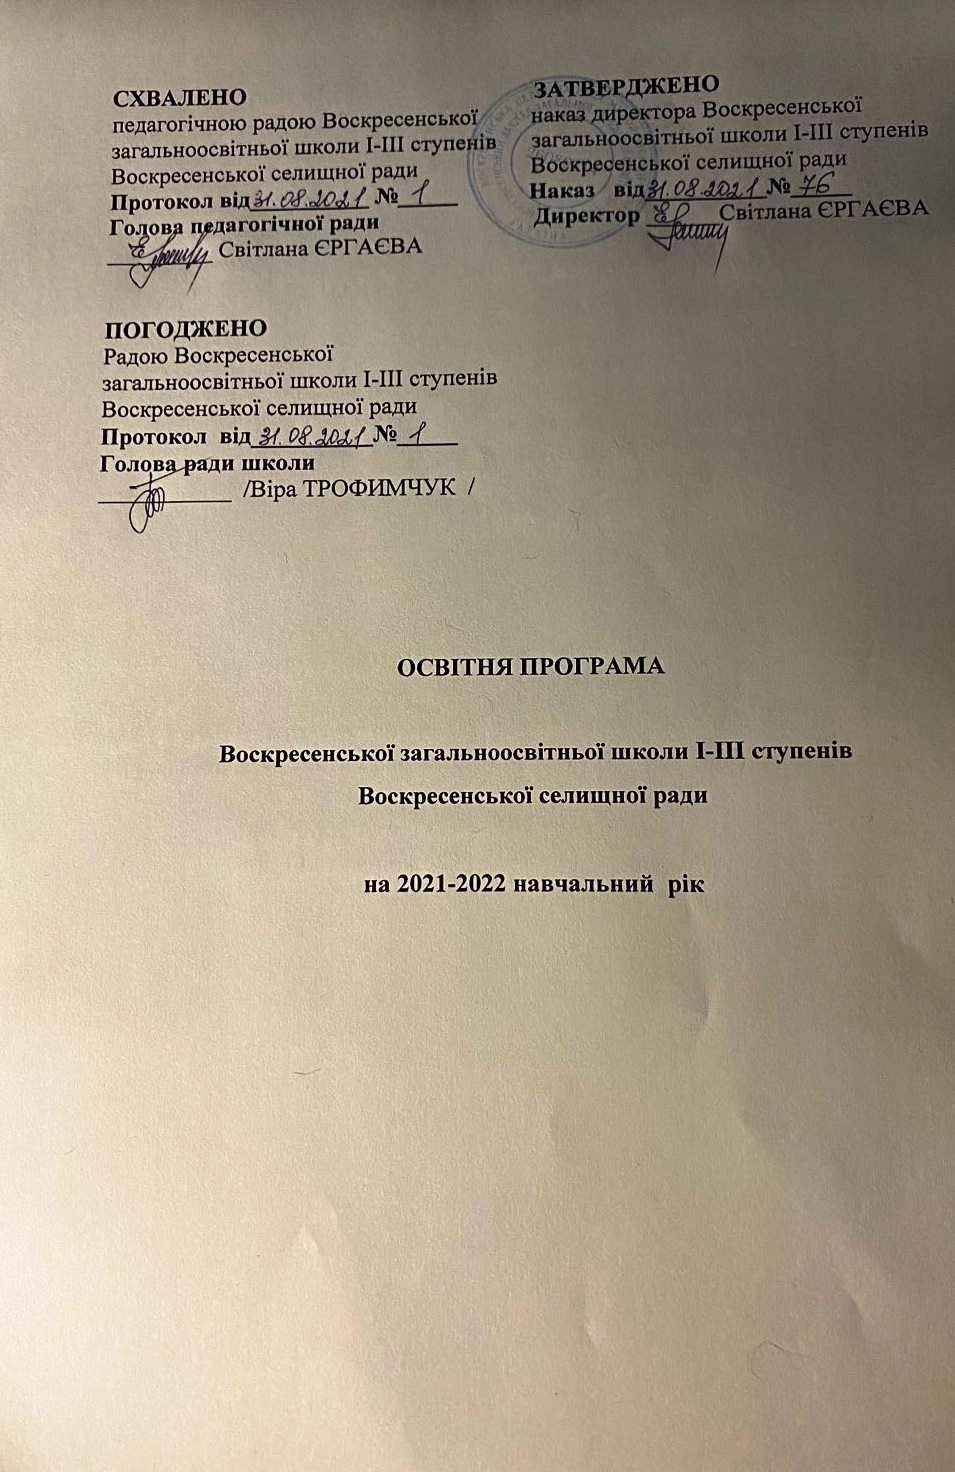 СХВАЛЕНО
педагогічною радою Воскресенської
загальноосвітньої школи І-ІІІ ступенів
Воскресенської селищної ради
Протокол від 31.08.2021 № 1
Голова педагогічної ради
Світлана ЄРГАЄВА
ЗАТВЕРДЖЕНО
наказ директора Воскресенської
загальноосвітньої школи І-ІІІ ступенів
Воскресенської селищної ради
Наказ від 31.08.2021 № 76
Директор Світлана ЄРГАЄВА
ПОГОДЖЕНО
Радою Воскресенської
загальноосвітньої школи І-ІІІ ступенів
Воскресенської селищної ради
Протокол від 31.08.2021 № 1
Голова ради школи
/Віра ТРОФИМЧУК /
ОСВІТНЯ ПРОГРАМА
Воскресенської загальноосвітньої школи І-ІІІ ступенів
Воскресенської селищної ради
на 2021-2022 навчальний рік